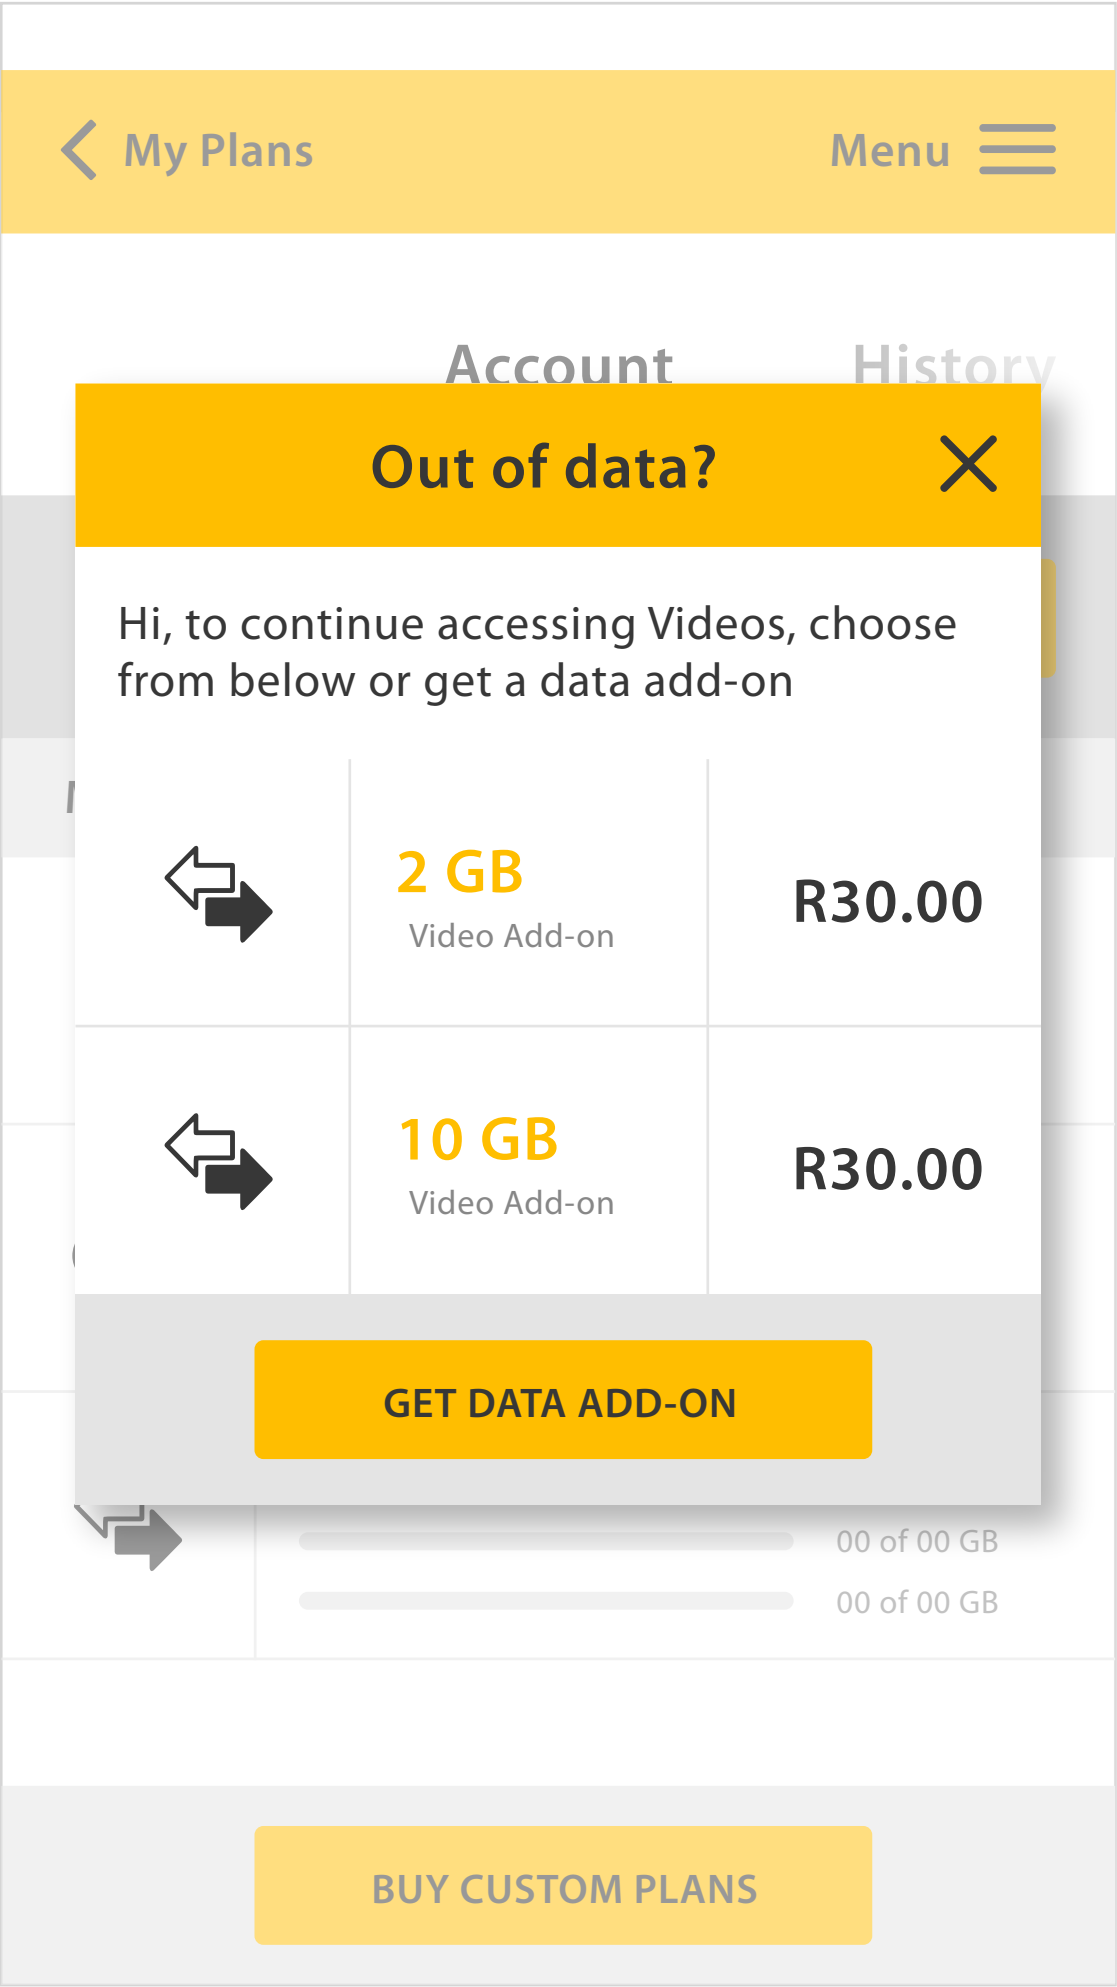 My Plans
Menu
Account
History
Out of data?
Hi, to continue accessing Videos, choose
from below or get a data add-on
2 GB
Video Add-on
R30.00
10 GB
Video Add-on
R30.00
GET DATA ADD-ON
00 of 00 GB
00 of 00 GB
BUY CUSTOM PLANS